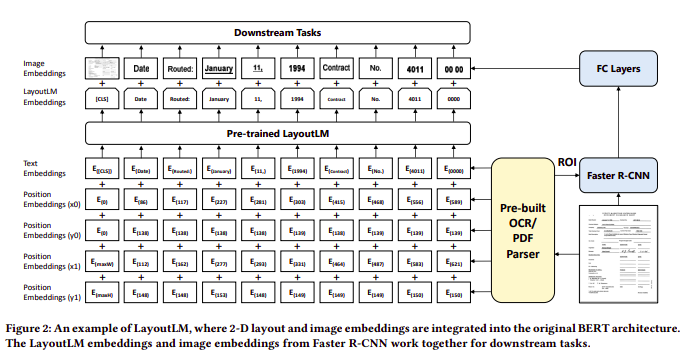 Downstream Tasks
Image Embeddings
Date Routed: January 11, 1994 Contract No. 4011 00 00
FC Layers
LayoutLM Embeddings
[CLS] Date Routed: January 11, 1994 Contract No. 4011 0000
Pre-trained LayoutLM
Text Embeddings
E([CLS]) E(Date) E(Routed:) E(January) E(11,) E(1994) E(Contract) E(No.) E(4011) E(0000)
ROI
Faster R-CNN
Position Embeddings (x0)
E(0) E(86) E(117) E(227) E(281) E(303) E(415) E(468) E(556) E(589)
Pre-built OCR/ PDF Parser
Position Embeddings (y0)
E(0) E(138) E(138) E(138) E(138) E(139) E(138) E(139) E(139) E(139)
Position Embeddings (x1)
E(maxW) E(112) E(162) E(277) E(293) E(331) E(464) E(487) E(583) E(621)
Position Embeddings (y1)
E(maxH) E(148) E(148) E(153) E(148) E(149) E(149) E(149) E(150) E(150)
Figure 2: An example of LayoutLM, where 2-D layout and image embeddings are integrated into the original BERT architecture.
The LayoutLM embeddings and image embeddings from Faster R-CNN work together for downstream tasks.